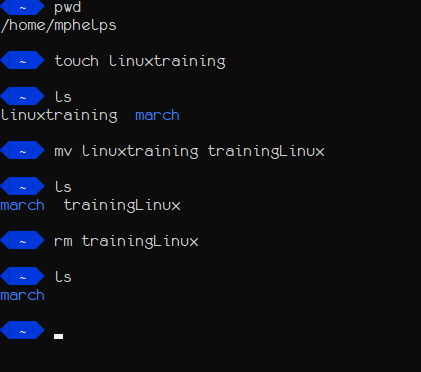 ~ pwd
/home/mphelps
~ touch linuxtraining
~ ls
linuxtraining march
~ mv linuxtraining trainingLinux
~ ls
march trainingLinux
~ rm trainingLinux
~ ls
march
~